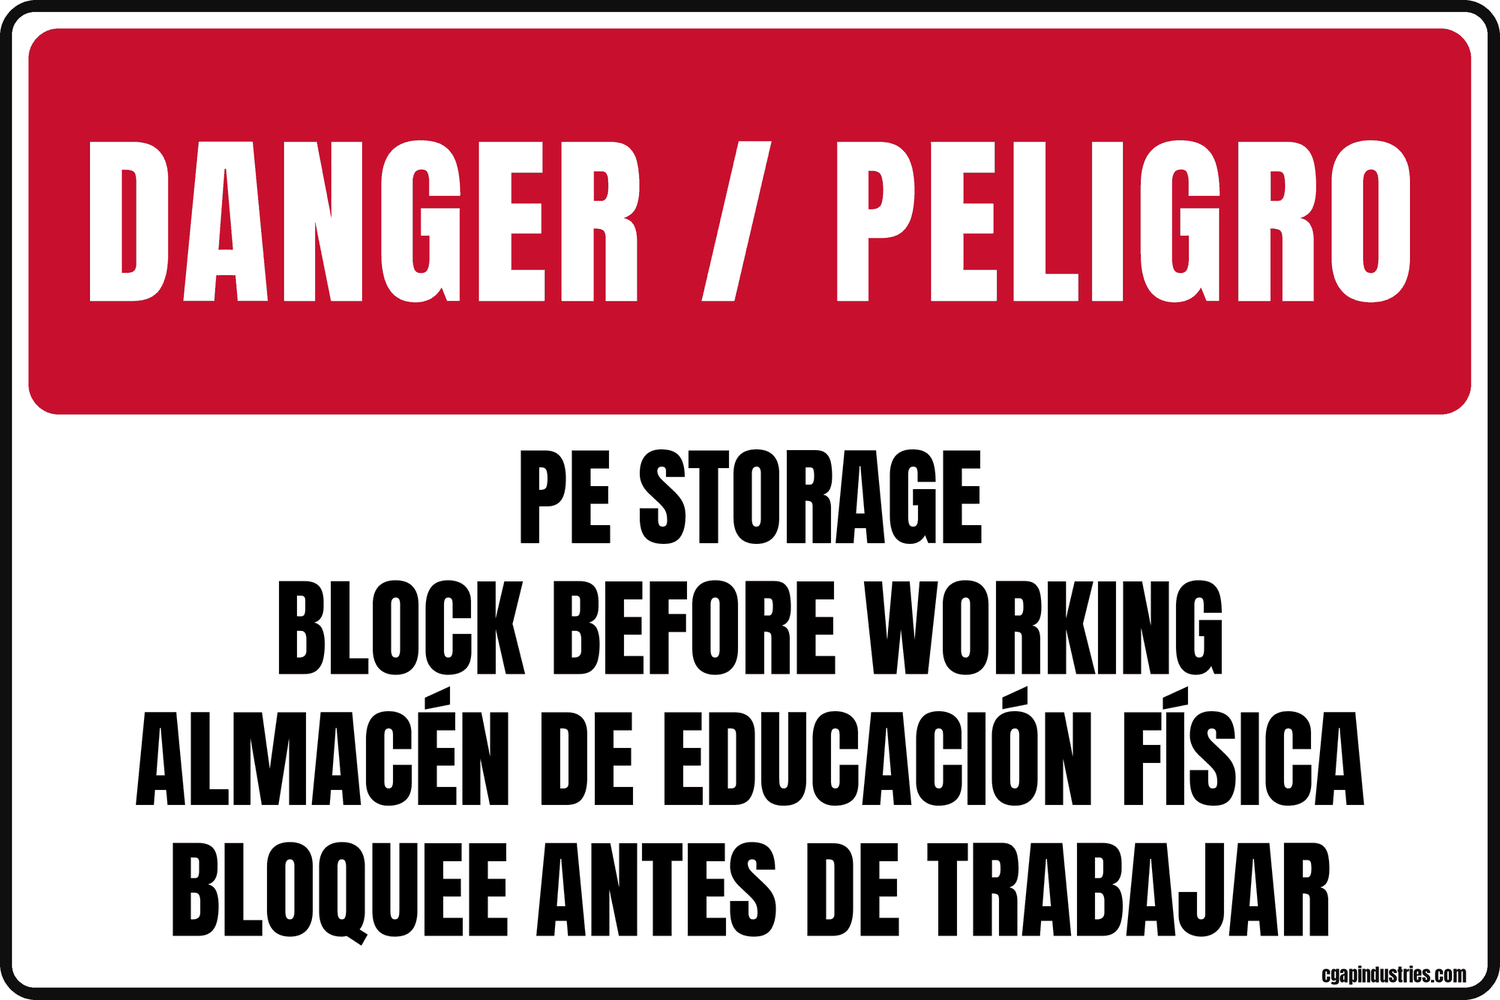 DANGER / PELIGRO
PE STORAGE
BLOCK BEFORE WORKING
ALMACÉN DE EDUCACIÓN FÍSICA
BLOQUEE ANTES DE TRABAJAR
cgapindustries.com